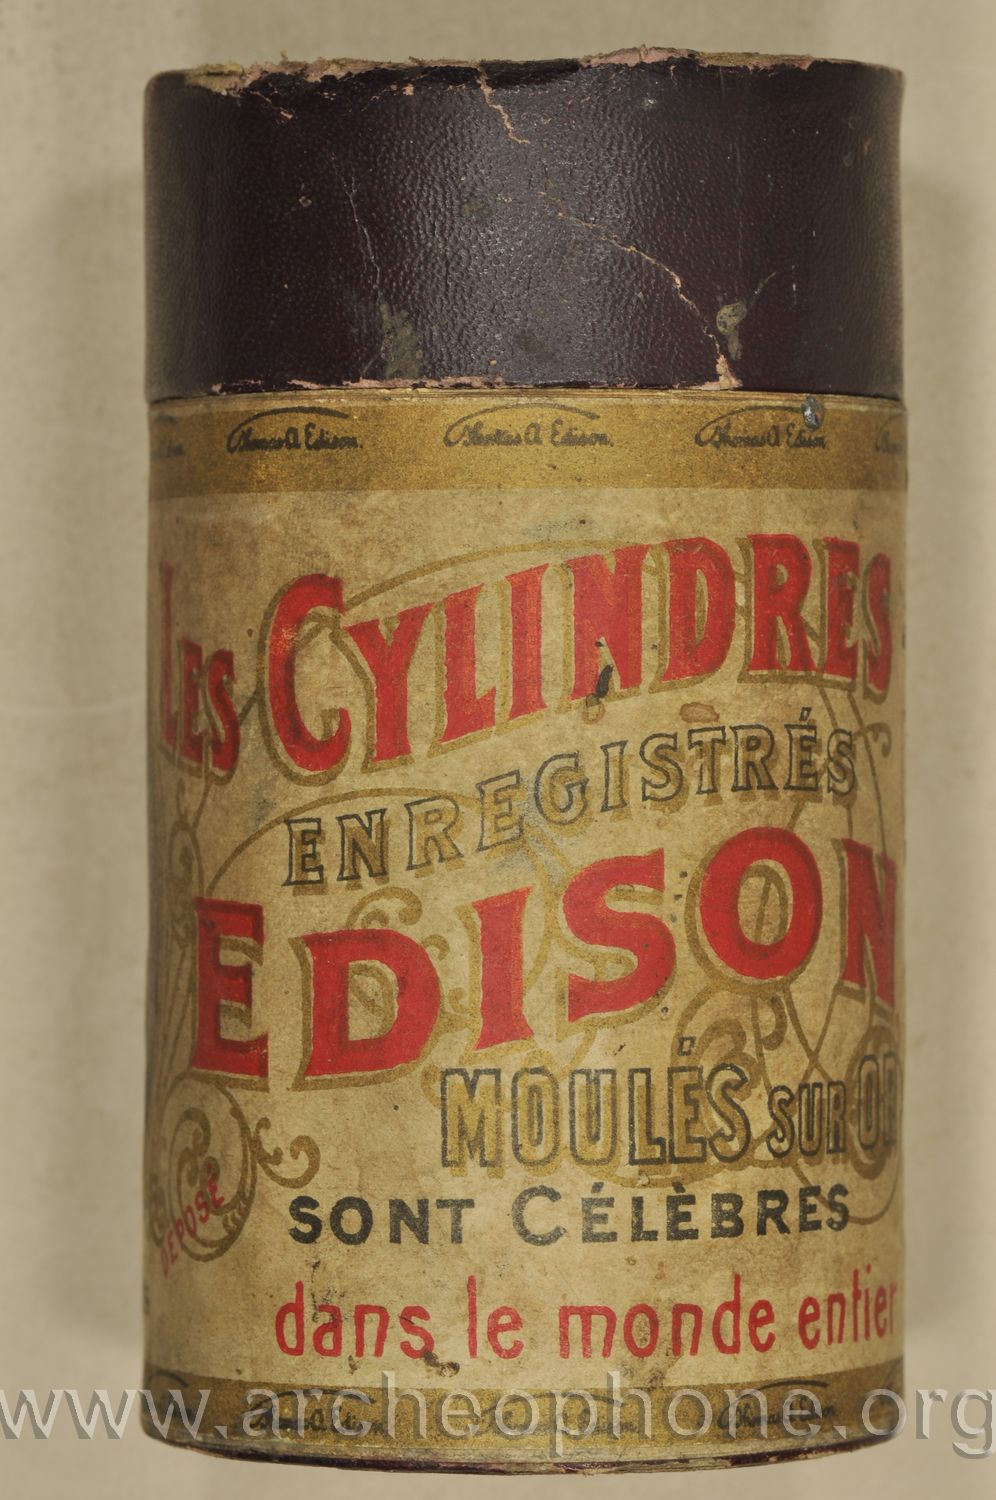 Thomas A Edison. Thomas A Edison. Thomas A Edison
LES CYLINDRES
ENREGISTRÉS
EDISON
MOULÉS SUR OR
DÉPOSÉ
SONT CÉLÈBRES
dans le monde entier
www.archeophone.org